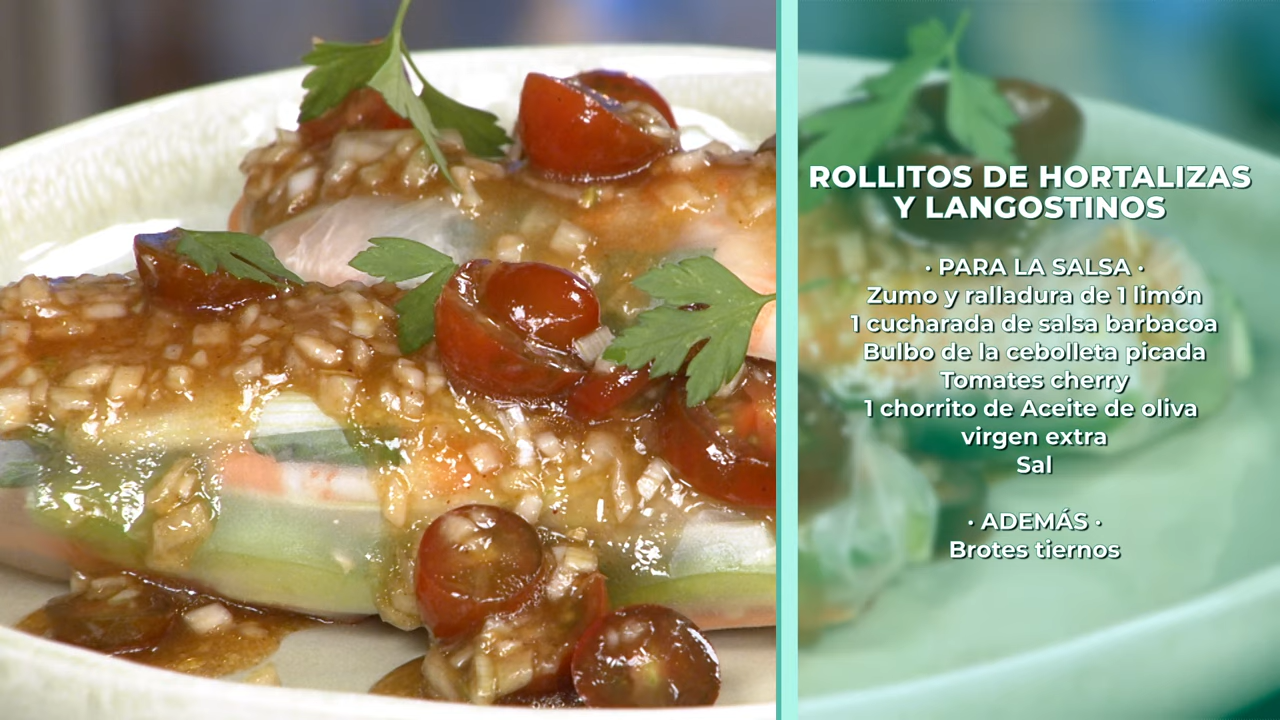 ROLLITOS DE HORTALIZAS
Y LANGOSTINOS
· PARA LA SALSA ·
Zumo y ralladura de 1 limón
1 cucharada de salsa barbacoa
Bulbo de la cebolleta picada
Tomates cherry
1 chorrito de Aceite de oliva
virgen extra
Sal
· ADEMÁS ·
Brotes tiernos